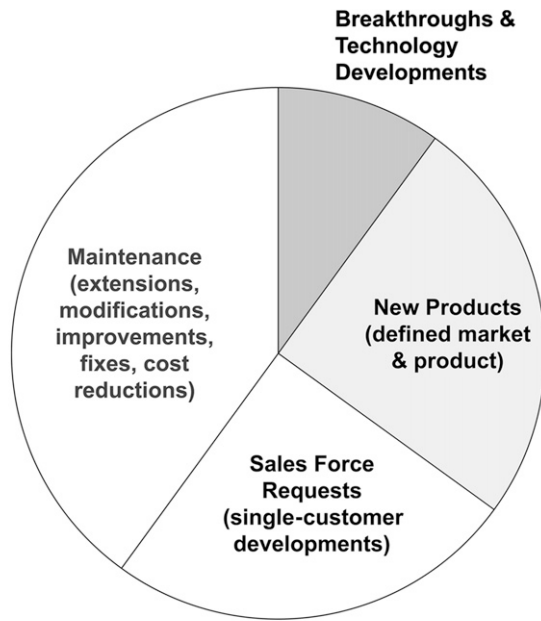 Breakthroughs &
Technology
Developments
Maintenance
(extensions,
modifications,
improvements,
fixes, cost
reductions)
New Products
(defined market
& product)
Sales Force
Requests
(single-customer
developments)